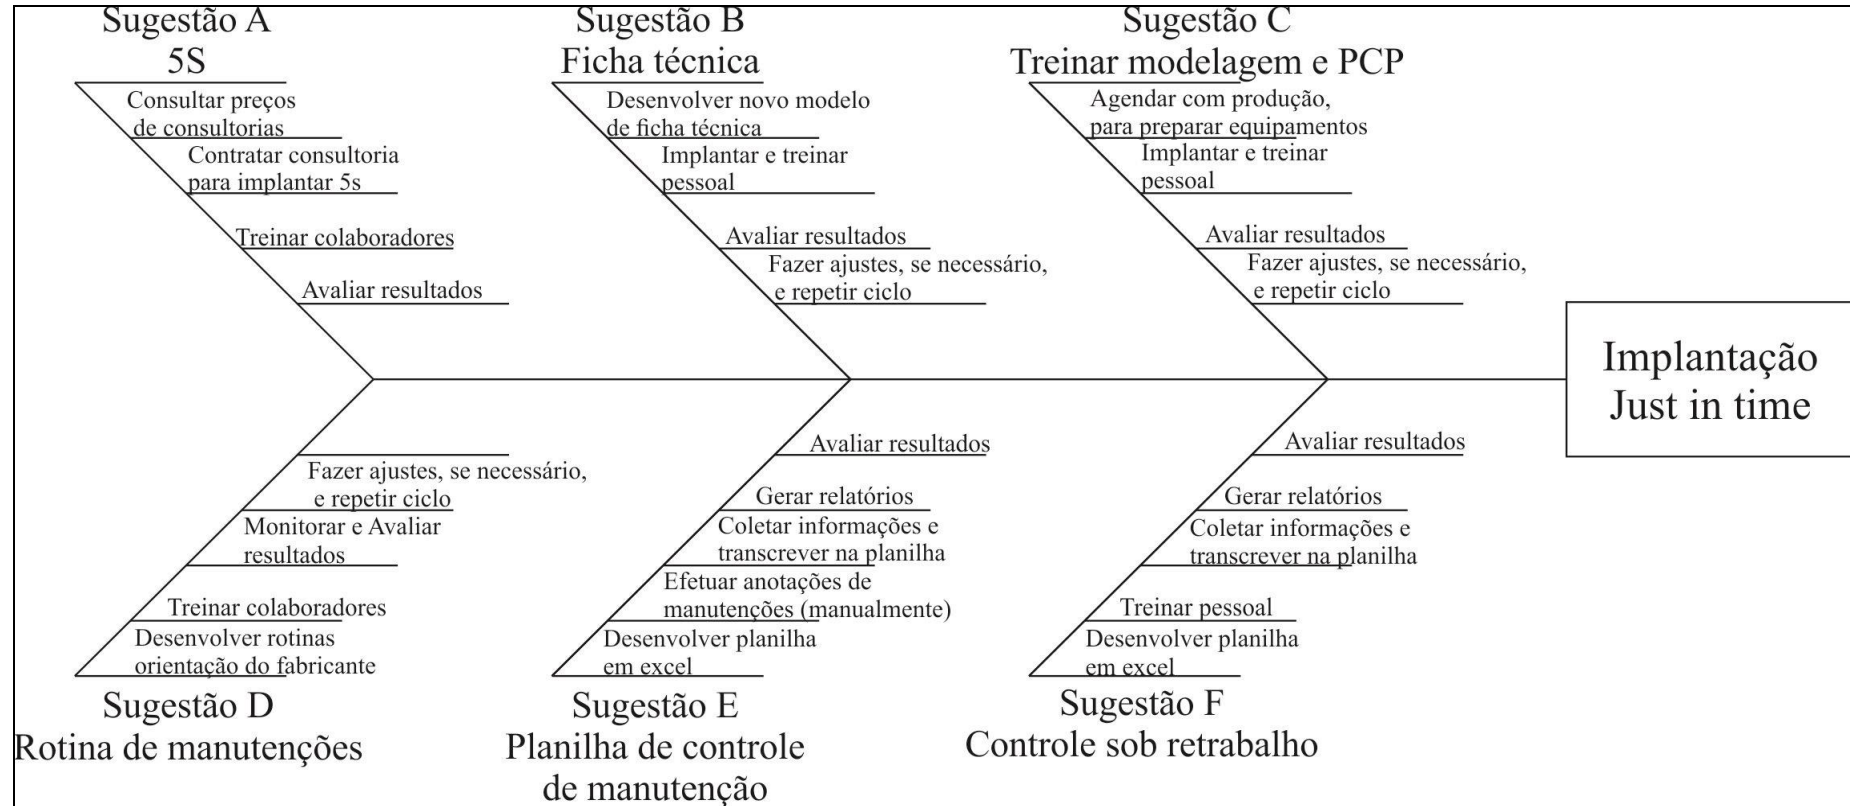 Sugestão A
5S
Consultar preços
de consultorias
Contratar consultoria
para implantar 5s
Treinar colaboradores
Avaliar resultados
Sugestão B
Ficha técnica
Desenvolver novo modelo
de ficha técnica
Implantar e treinar
pessoal
Avaliar resultados
Fazer ajustes, se necessário,
e repetir ciclo
Sugestão C
Treinar modelagem e PCP
Agendar com produção,
para preparar equipamentos
Implantar e treinar
pessoal
Avaliar resultados
Fazer ajustes, se necessário,
e repetir ciclo
Implantação
Just in time
Fazer ajustes, se necessário,
e repetir ciclo
Monitorar e Avaliar
resultados
Treinar colaboradores
Desenvolver rotinas
orientação do fabricante
Sugestão D
Rotina de manutenções
Avaliar resultados
Gerar relatórios
Coletar informações e
transcrever na planilha
Efetuar anotações de
manutenções (manualmente)
Desenvolver planilha
em excel
Sugestão E
Planilha de controle
de manutenção
Avaliar resultados
Gerar relatórios
Coletar informações e
transcrever na planilha
Treinar pessoal
Desenvolver planilha
em excel
Sugestão F
Controle sob retrabalho